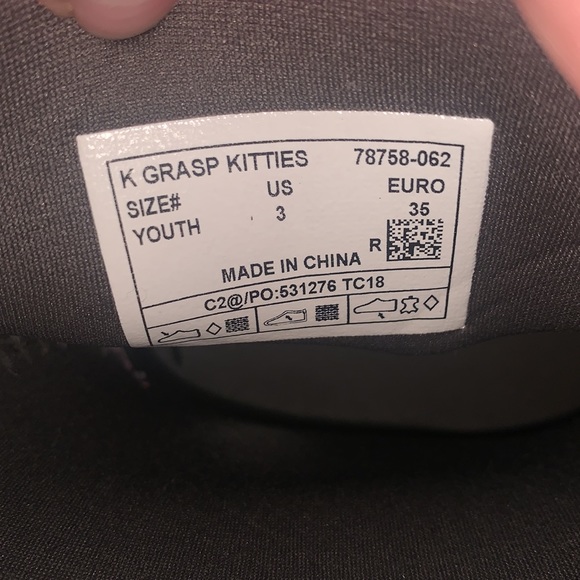 K GRASP KITTIES 78758-062
SIZE# US EURO
YOUTH 3 35
R
MADE IN CHINA
C2@/PO:531276 TC18